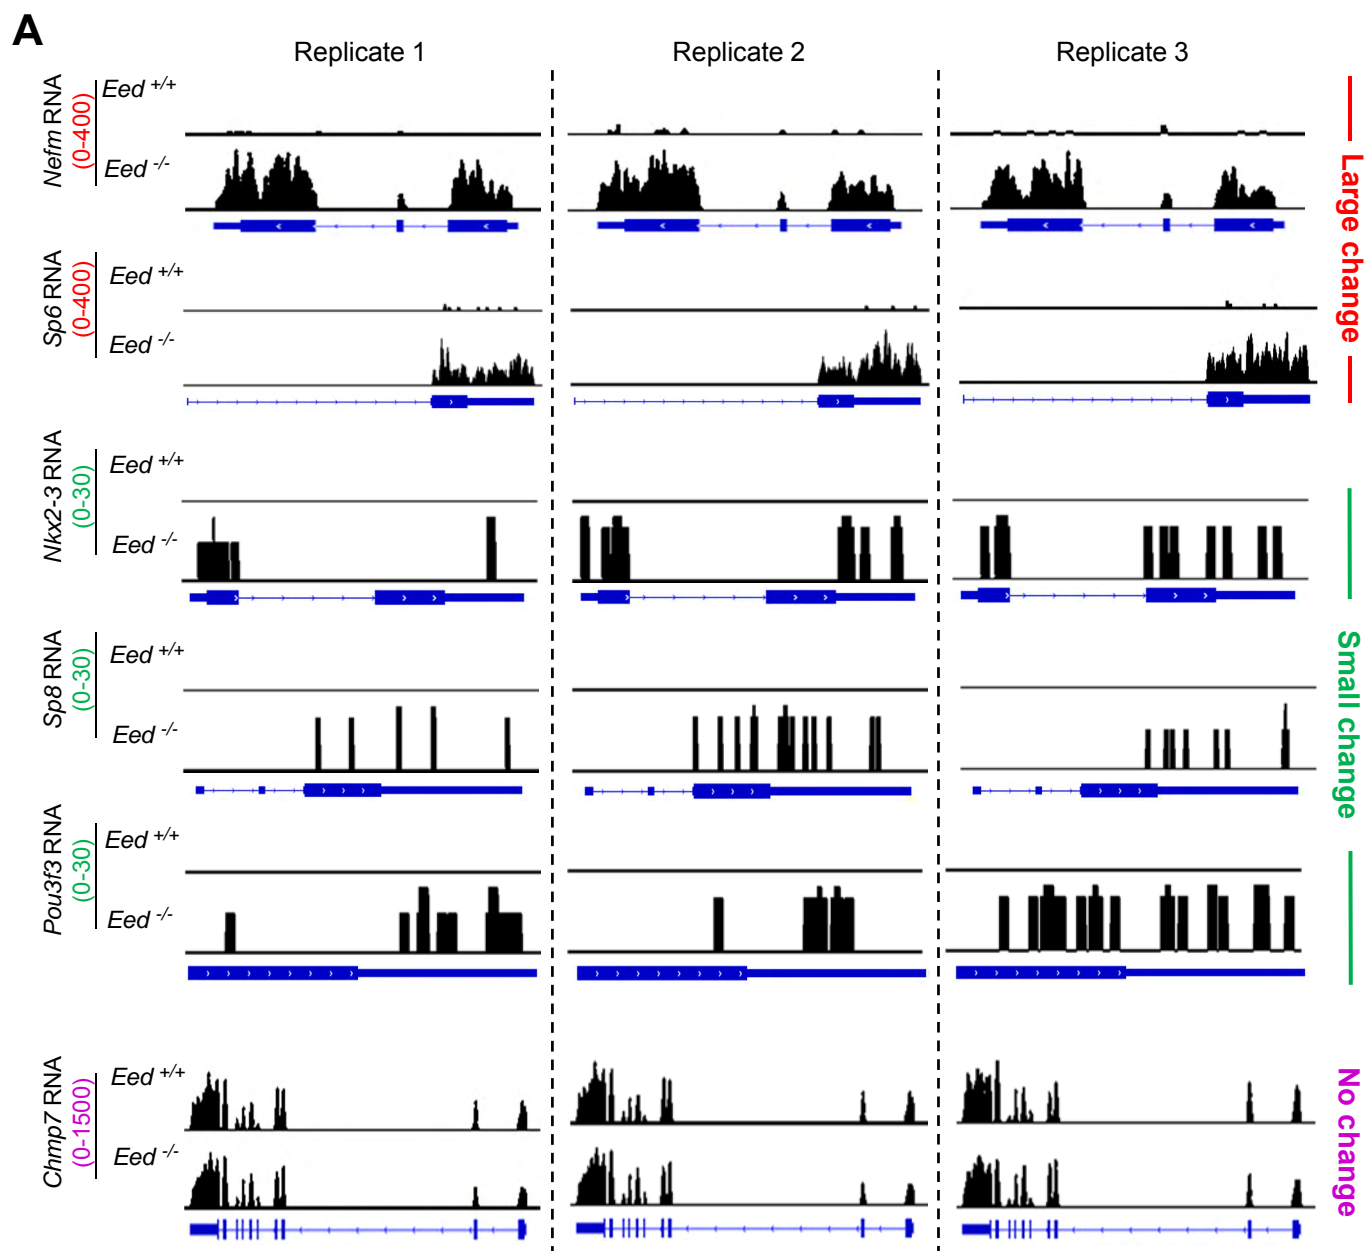 A
Replicate 1
Replicate 2
Replicate 3
Nefm RNA
(0-400)
Eed +/+
Eed -/-
Sp6 RNA
(0-400)
Eed +/+
Eed -/-
Large change
Nkx2-3 RNA
(0-30)
Eed +/+
Eed -/-
Sp8 RNA
(0-30)
Eed +/+
Eed -/-
Pou3f3 RNA
(0-30)
Eed +/+
Eed -/-
Small change
Chmp7 RNA
(0-1500)
Eed +/+
Eed -/-
No change